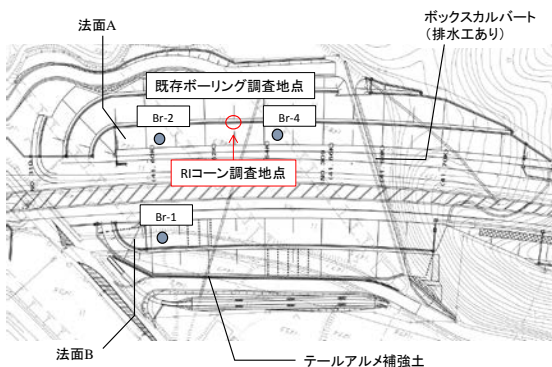 法面A
ボックスカルバート
(排水工あり)
既存ボーリング調査地点
Br-2
Br-4
RIコーン調査地点
Br-1
法面B
テールアルメ補強土